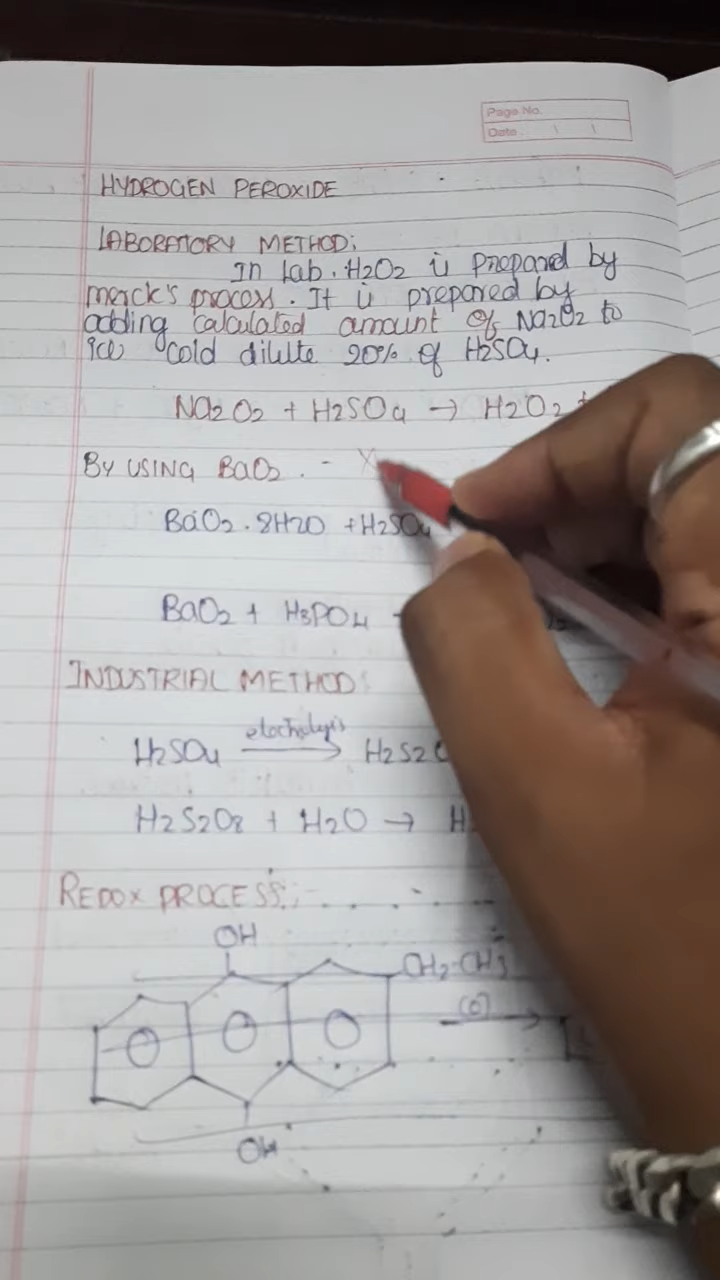 Page No.
Date
HYDROGEN PEROXIDE
LABORATORY METHOD:
In Lab. H2O2 is prepared by
merck's process. It is prepared by
adding calculated amount of Na2O2 to
ice cold dilute 20% of H2SO4.
Na2O2 + H2SO4 → H2O2 +
BY USING BaO2. - X
BaO2.8H2O + H2SO4
BaO2 + H3PO4
INDUSTRIAL METHOD:
H2SO4 electrolysis → H2S2O
H2S2O8 + H2O → H
REDOX PROCESS:-
OH
CH2-CH3
(O)
OH